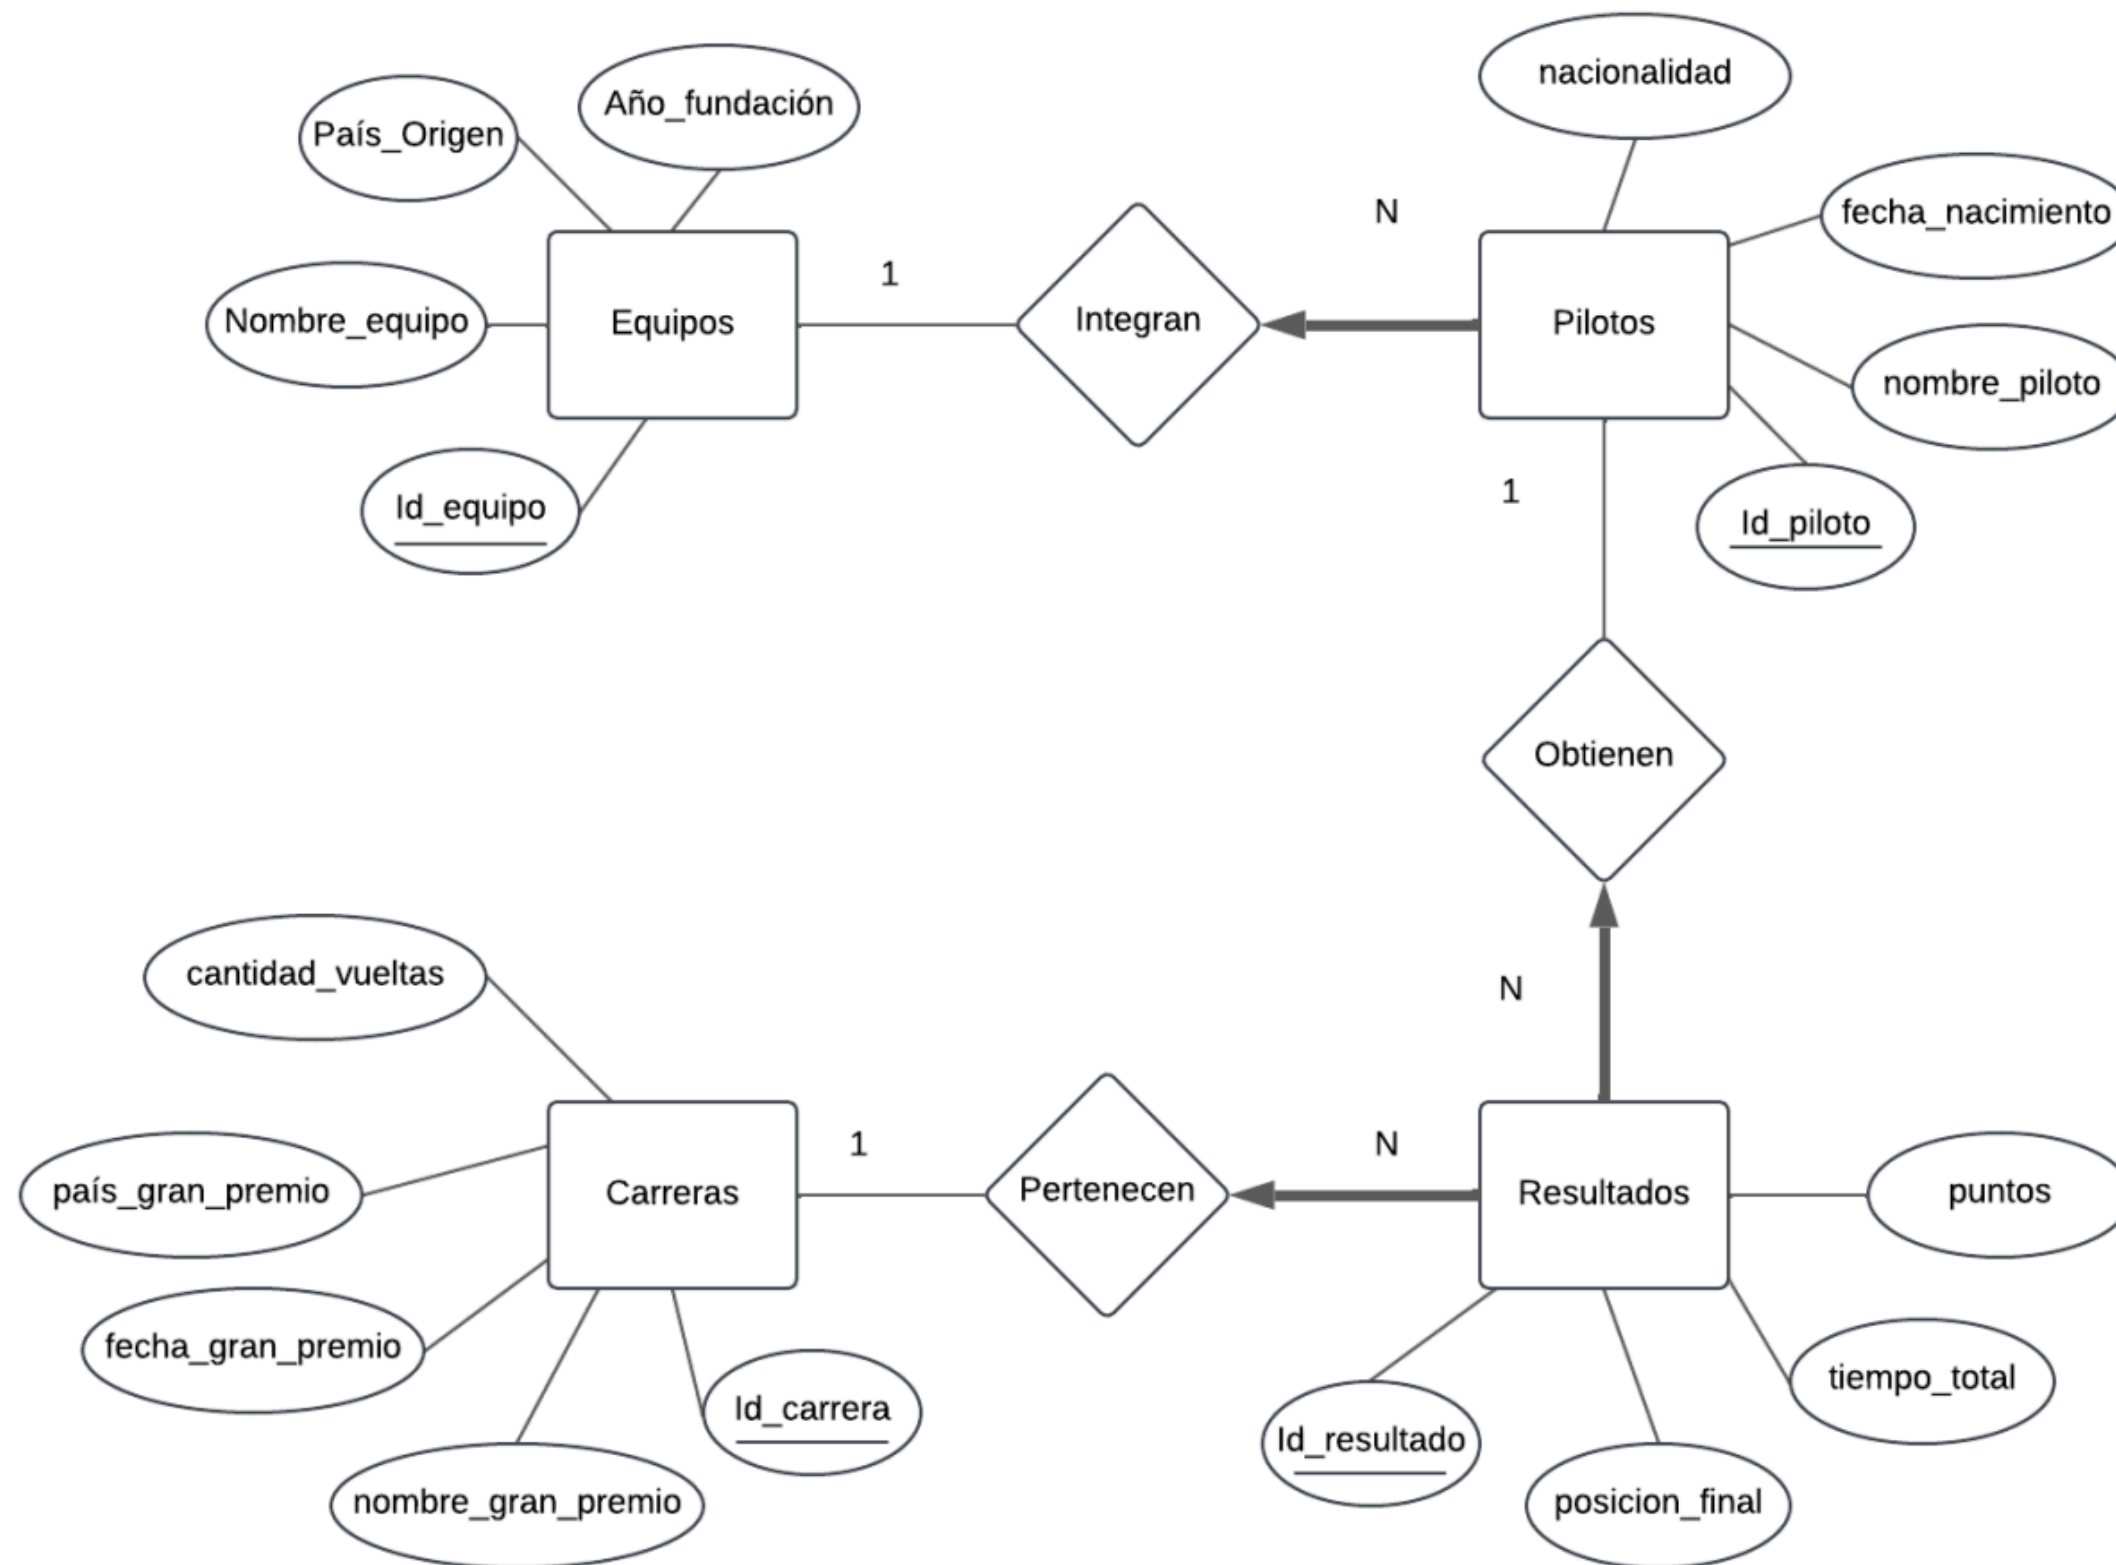 nacionalidad
Año_fundación
País_Origen
fecha_nacimiento
N
1
Nombre_equipo
Equipos
Integran
Pilotos
nombre_piloto
1
Id_equipo
Id_piloto
Obtienen
cantidad_vueltas
N
1
N
país_gran_premio
Carreras
Pertenecen
Resultados
puntos
fecha_gran_premio
tiempo_total
Id_carrera
Id_resultado
nombre_gran_premio
posicion_final